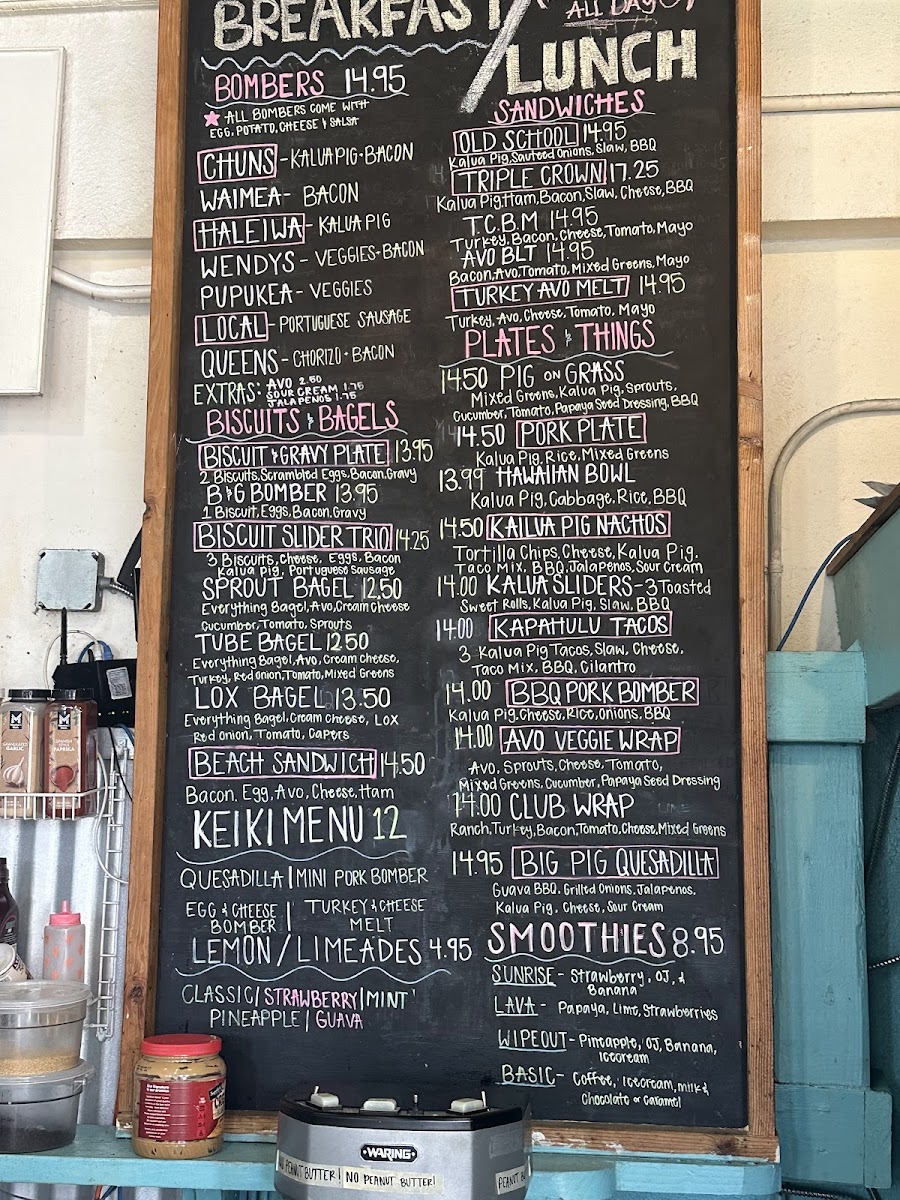 BREAKFAST
ALL DAY
BOMBERS 14.95
★ ALL BOMBERS COME WITH
EGG, POTATO, CHEESE & SALSA
CHUNS - KALUA PIG + BACON
WAIMEA - BACON
HALEIWA - KALUA PIG
WENDYS - VEGGIES + BACON
PUPUKEA - VEGGIES
LOCAL - PORTUGUESE SAUSAGE
QUEENS - CHORIZO + BACON
EXTRAS: AVO 2.50
SOUR CREAM 1.75
JALAPENOS 1.75
BISCUITS & BAGELS
BISCUIT & GRAVY PLATE 13.95
2 Biscuits, Scrambled Eggs, Bacon, Gravy
B & G BOMBER 13.95
1 Biscuit, Eggs, Bacon, Gravy
BISCUIT SLIDER TRIO 14.25
3 Biscuits, Cheese, Eggs, Bacon
Kalua Pig, Portuguese Sausage
SPROUT BAGEL 12.50
Everything Bagel, Avo, Cream Cheese
Cucumber, Tomato, Sprouts
TUBE BAGEL 12.50
Everything Bagel, Avo, Cream Cheese,
Turkey, Red Onion, Tomato, Mixed Greens
LOX BAGEL 13.50
Everything Bagel, Cream Cheese, LOX
Red Onion, Tomato, Capers
BEACH SANDWICH 14.50
Bacon, Egg, Avo, Cheese, Ham
KEIKI MENU 12
QUESADILLA | MINI PORK BOMBER
EGG & CHEESE BOMBER | TURKEY & CHEESE MELT
LEMON / LIMEADES 4.95
CLASSIC | STRAWBERRY | MINT
PINEAPPLE | GUAVA
LUNCH
SANDWICHES
OLD SCHOOL 14.95
Kalua Pig, Sauteed Onions, Slaw, BBQ
TRIPLE CROWN 17.25
Kalua Pig, Ham, Bacon, Slaw, Cheese, BBQ
T.C.B.M 14.95
Turkey, Bacon, Cheese, Tomato, Mayo
AVO BLT 14.95
Bacon, Avo, Tomato, Mixed Greens, Mayo
TURKEY AVO MELT 14.95
Turkey, Avo, Cheese, Tomato, Mayo
PLATES & THINGS
14.50 PIG ON GRASS
Mixed Greens, Kalua Pig, Sprouts,
Cucumber, Tomato, Papaya Seed Dressing, BBQ
14.50 PORK PLATE
Kalua Pig, Rice, Mixed Greens
13.99 HAWAIIAN BOWL
Kalua Pig, Cabbage, Rice, BBQ
14.50 KAILUA PIG NACHOS
Tortilla Chips, Cheese, Kalua Pig,
Taco Mix, BBQ, Jalapenos, Sour Cream
14.00 KALUA SLIDERS - 3 Toasted
Sweet Rolls, Kalua Pig, Slaw, BBQ
14.00 KAPAHULU TACOS
3 Kalua Pig Tacos, Slaw, Cheese,
Taco Mix, BBQ, Cilantro
14.00 BBQ PORK BOMBER
Kalua Pig, Cheese, Rice, Onions, BBQ
14.00 AVO VEGGIE WRAP
Avo, Sprouts, Cheese, Tomato,
Mixed Greens, Cucumber, Papaya Seed Dressing
14.00 CLUB WRAP
Ranch, Turkey, Bacon, Tomato, Cheese, Mixed Greens
14.95 BIG PIG QUESADILLA
Guava BBQ, Grilled Onions, Jalapenos,
Kalua Pig, Cheese, Sour Cream
SMOOTHIES 8.95
SUNRISE - Strawberry, OJ, &
Banana
LAVA - Papaya, Lime, Strawberries
WIPEOUT - Pineapple, OJ, Banana,
Icecream
BASIC - Coffee, Icecream, milk &
Chocolate or Caramel
GRANULATED
GARLIC
SPANISH
PAPRIKA
WARING
PEANUT BUTTER! NO PEANUT BUTTER!
PEANUT